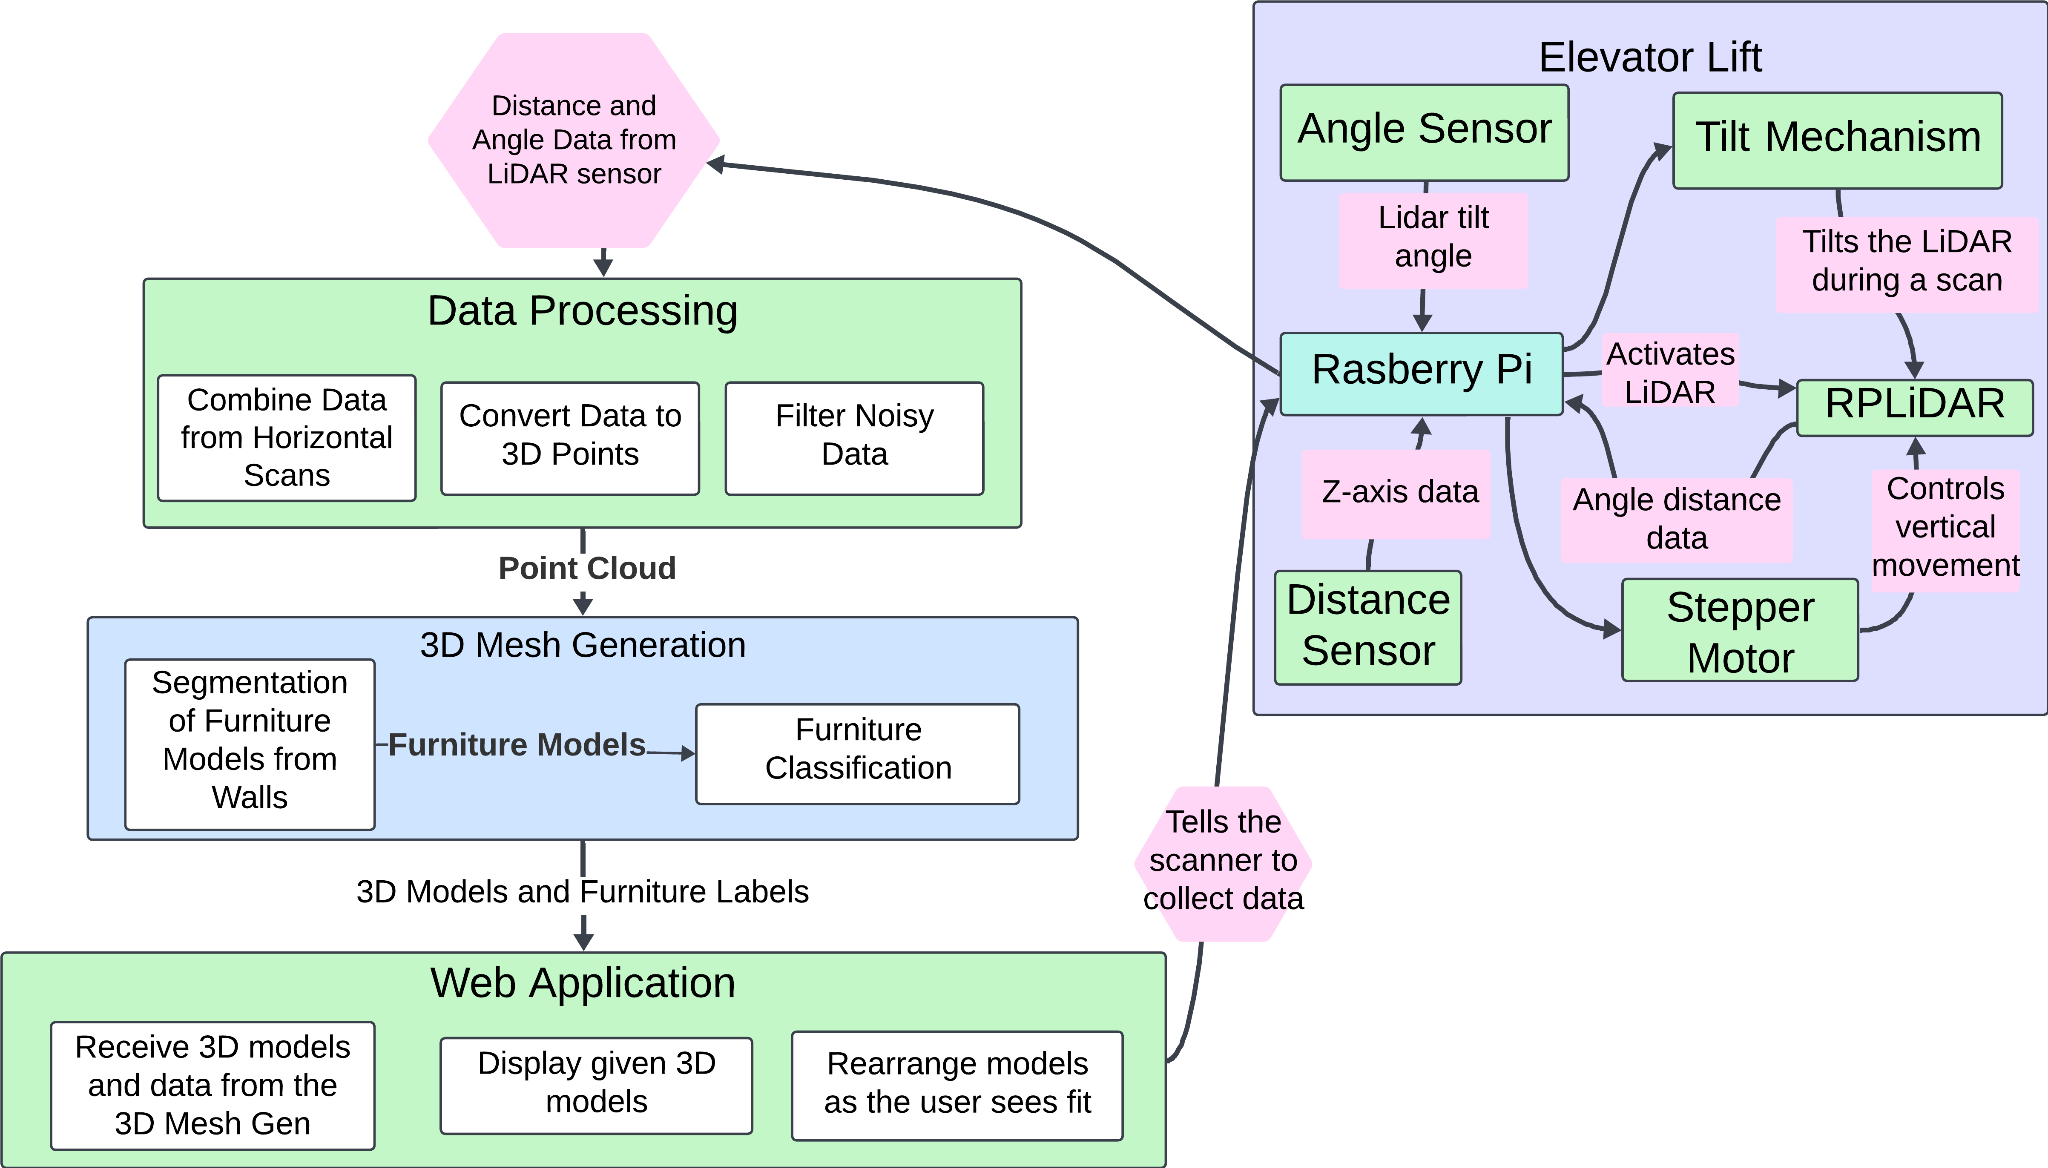 Distance and
Angle Data from
LiDAR sensor
Data Processing
Combine Data
from Horizontal
Scans
Convert Data to
3D Points
Filter Noisy
Data
Point Cloud
3D Mesh Generation
Segmentation
of Furniture
Models from
Walls
Furniture Models
Furniture
Classification
3D Models and Furniture Labels
Web Application
Receive 3D models
and data from the
3D Mesh Gen
Display given 3D
models
Rearrange models
as the user sees fit
Tells the
scanner to
collect data
Elevator Lift
Angle Sensor
Tilt Mechanism
Lidar tilt
angle
Tilts the LiDAR
during a scan
Rasberry Pi
Activates
LiDAR
RPLiDAR
Z-axis data
Angle distance
data
Controls
vertical
movement
Distance
Sensor
Stepper
Motor